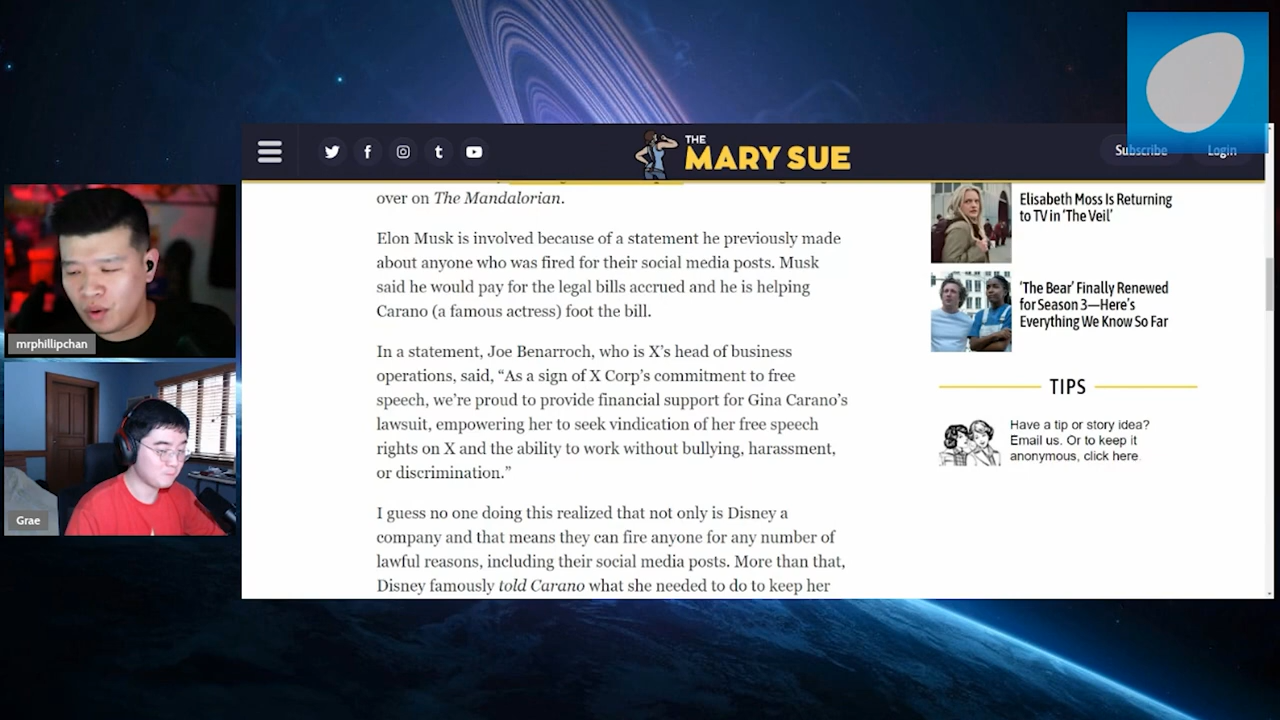 THE
MARY SUE
Subscribe
Login
over on The Mandalorian.
Elon Musk is involved because of a statement he previously made
about anyone who was fired for their social media posts. Musk
said he would pay for the legal bills accrued and he is helping
Carano (a famous actress) foot the bill.
In a statement, Joe Benarroch, who is X’s head of business
operations, said, “As a sign of X Corp’s commitment to free
speech, we’re proud to provide financial support for Gina Carano’s
lawsuit, empowering her to seek vindication of her free speech
rights on X and the ability to work without bullying, harassment,
or discrimination.”
I guess no one doing this realized that not only is Disney a
company and that means they can fire anyone for any number of
lawful reasons, including their social media posts. More than that,
Disney famously told Carano what she needed to do to keep her
Elisabeth Moss Is Returning
to TV in ‘The Veil’
‘The Bear’ Finally Renewed
for Season 3—Here’s
Everything We Know So Far
TIPS
Have a tip or story idea?
Email us. Or to keep it
anonymous, click here.
mrphillipchan
Grae